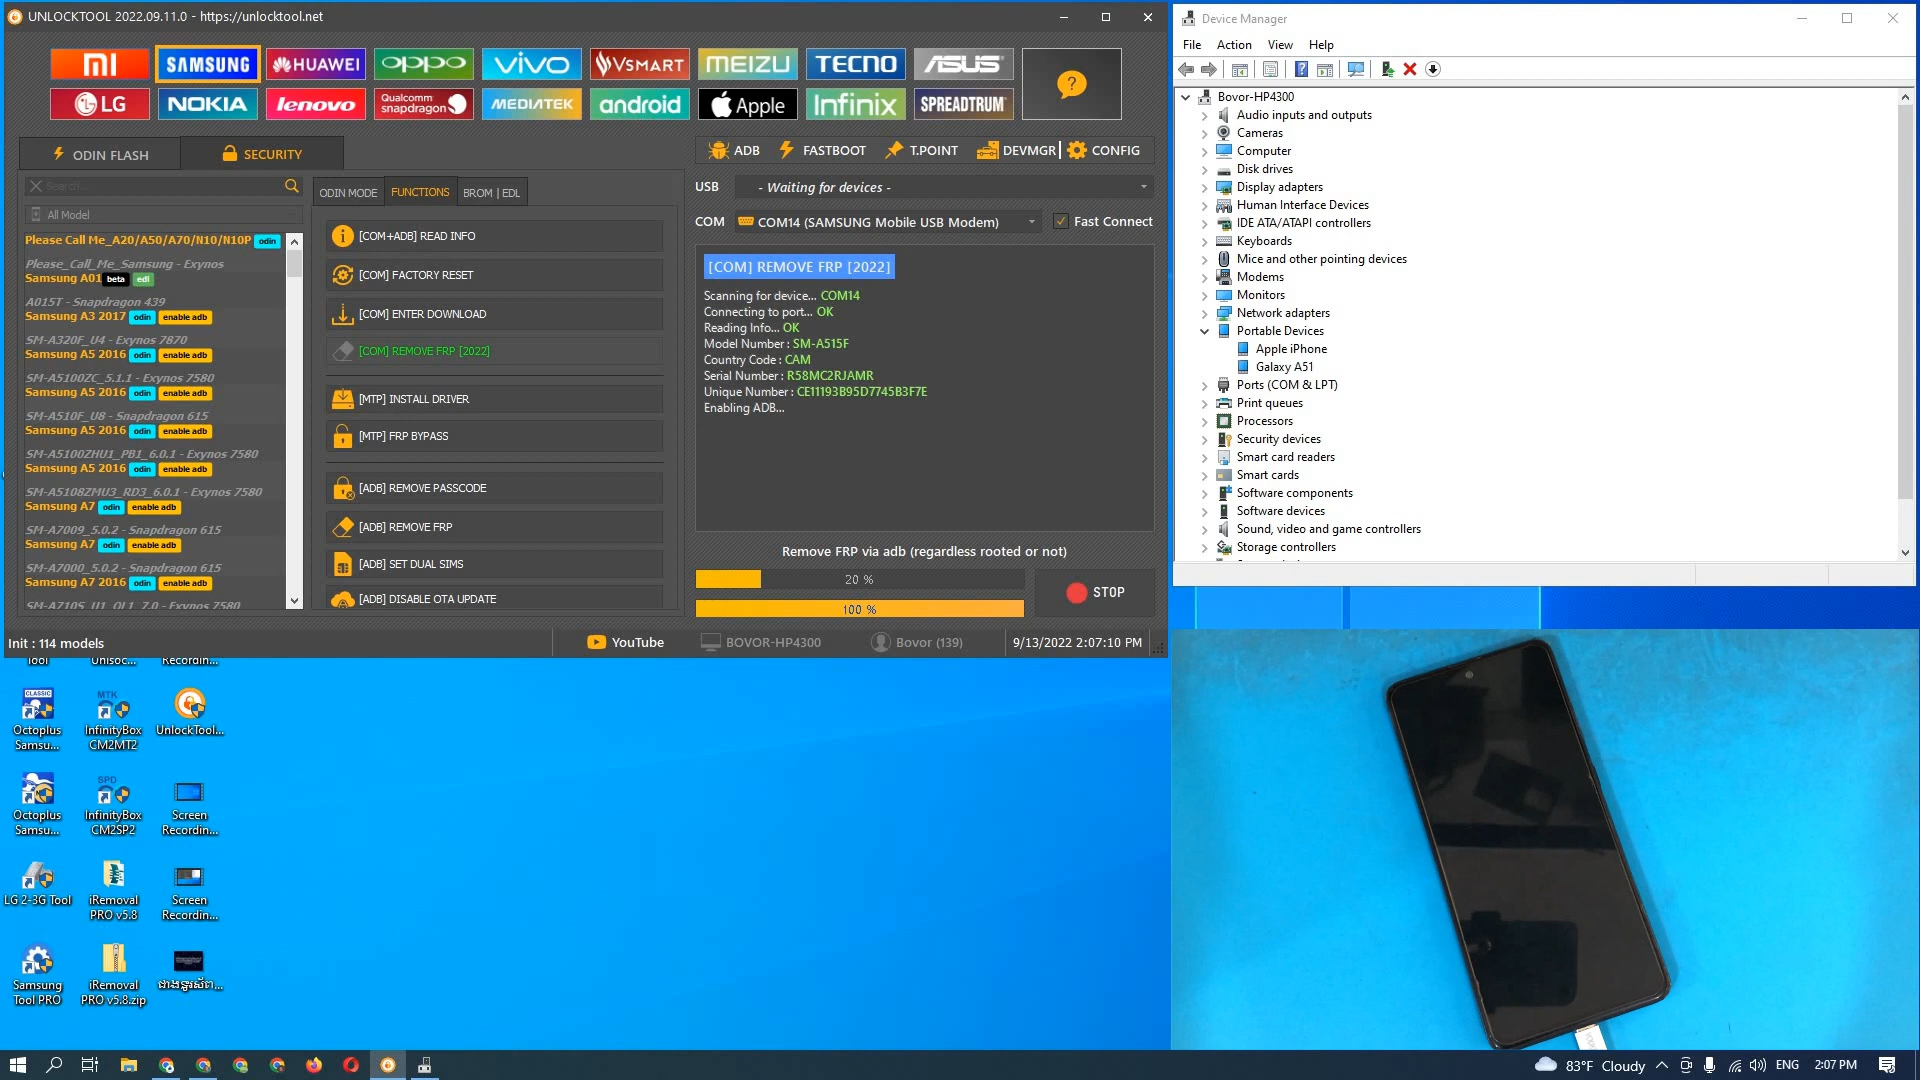 UNLOCKTOOL 2022.09.11.0 - https://unlocktool.net
mi
SAMSUNG
HUAWEI
oppo
vivo
VSMART
MEIZU
TECNO
ASUS
?
LG
NOKIA
lenovo
Qualcomm snapdragon
MEDIATEK
android
Apple
Infinix
SPREADTRUM
ODIN FLASH
SECURITY
Search...
All Model
Please Call Me_A20/A50/A70/N10/N10P odin
Please_Call_Me_Samsung - Exynos
Samsung A01 beta edl
A015T - Snapdragon 439
Samsung A3 2017 odin enable adb
SM-A320F_U4 - Exynos 7870
Samsung A5 2016 odin enable adb
SM-A5100ZC_5.1.1 - Exynos 7580
Samsung A5 2016 odin enable adb
SM-A510F_U8 - Snapdragon 615
Samsung A5 2016 odin enable adb
SM-A5100ZHU1_PB1_6.0.1 - Exynos 7580
Samsung A5 2016 odin enable adb
SM-A5108ZMU3_RD3_6.0.1 - Exynos 7580
Samsung A7 odin enable adb
SM-A7009_5.0.2 - Snapdragon 615
Samsung A7 odin enable adb
SM-A7000_5.0.2 - Snapdragon 615
Samsung A7 2016 odin enable adb
SM-A7105_U1_QL1_7.0 - Exynos 7580
ODIN MODE
FUNCTIONS
BROM | EDL
[COM+ADB] READ INFO
[COM] FACTORY RESET
[COM] ENTER DOWNLOAD
[COM] REMOVE FRP [2022]
[MTP] INSTALL DRIVER
[MTP] FRP BYPASS
[ADB] REMOVE PASSCODE
[ADB] REMOVE FRP
[ADB] SET DUAL SIMS
[ADB] DISABLE OTA UPDATE
ADB
FASTBOOT
T.POINT
DEVMGR
CONFIG
USB - Waiting for devices -
COM COM14 (SAMSUNG Mobile USB Modem) Fast Connect
[COM] REMOVE FRP [2022]
Scanning for device... COM14
Connecting to port... OK
Reading Info... OK
Model Number : SM-A515F
Country Code : CAM
Serial Number : R58MC2RJAMR
Unique Number : CE11193B95D7745B3F7E
Enabling ADB...
Remove FRP via adb (regardless rooted or not)
20 %
100 %
STOP
Init : 114 models
YouTube
BOVOR-HP4300
Bovor (139)
9/13/2022 2:07:10 PM
Device Manager
File Action View Help
Bovor-HP4300
Audio inputs and outputs
Cameras
Computer
Disk drives
Display adapters
Human Interface Devices
IDE ATA/ATAPI controllers
Keyboards
Mice and other pointing devices
Modems
Monitors
Network adapters
Portable Devices
Apple iPhone
Galaxy A51
Ports (COM & LPT)
Print queues
Processors
Security devices
Smart card readers
Smart cards
Software components
Software devices
Sound, video and game controllers
Storage controllers
Tool
Unisoc...
Recordin...
CLASSIC
Octoplus Samsu...
MTK
InfinityBox CM2MT2
UnlockTool...
Octoplus Samsu...
SPD
InfinityBox CM2SP2
Screen Recordin...
LG 2-3G Tool
iRemoval PRO v5.8
Screen Recordin...
Samsung Tool PRO
iRemoval PRO v5.8.zip
83°F Cloudy
ENG
2:07 PM